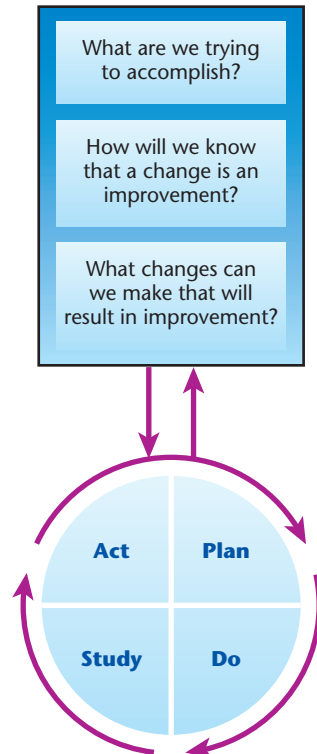 What are we trying
to accomplish?
How will we know
that a change is an
improvement?
What changes can
we make that will
result in improvement?
Act
Plan
Study
Do